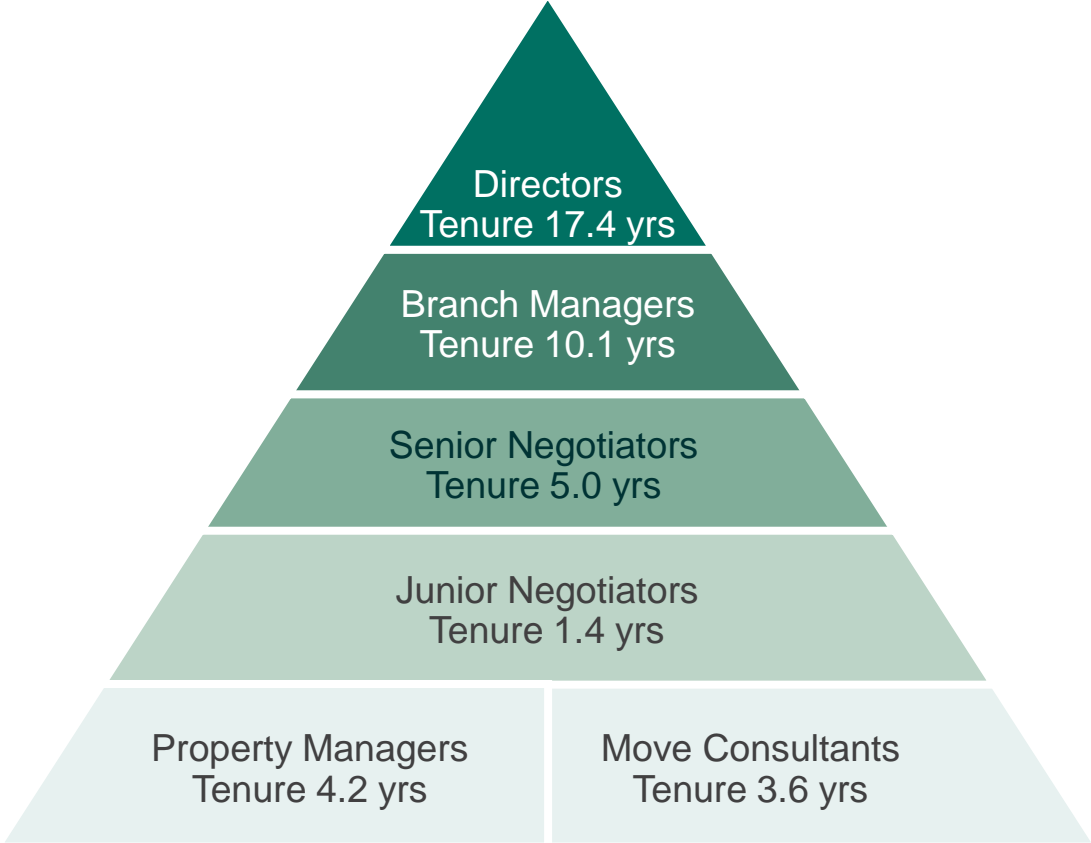 Directors
Tenure 17.4 yrs
Branch Managers
Tenure 10.1 yrs
Senior Negotiators
Tenure 5.0 yrs
Junior Negotiators
Tenure 1.4 yrs
Property Managers
Tenure 4.2 yrs
Move Consultants
Tenure 3.6 yrs